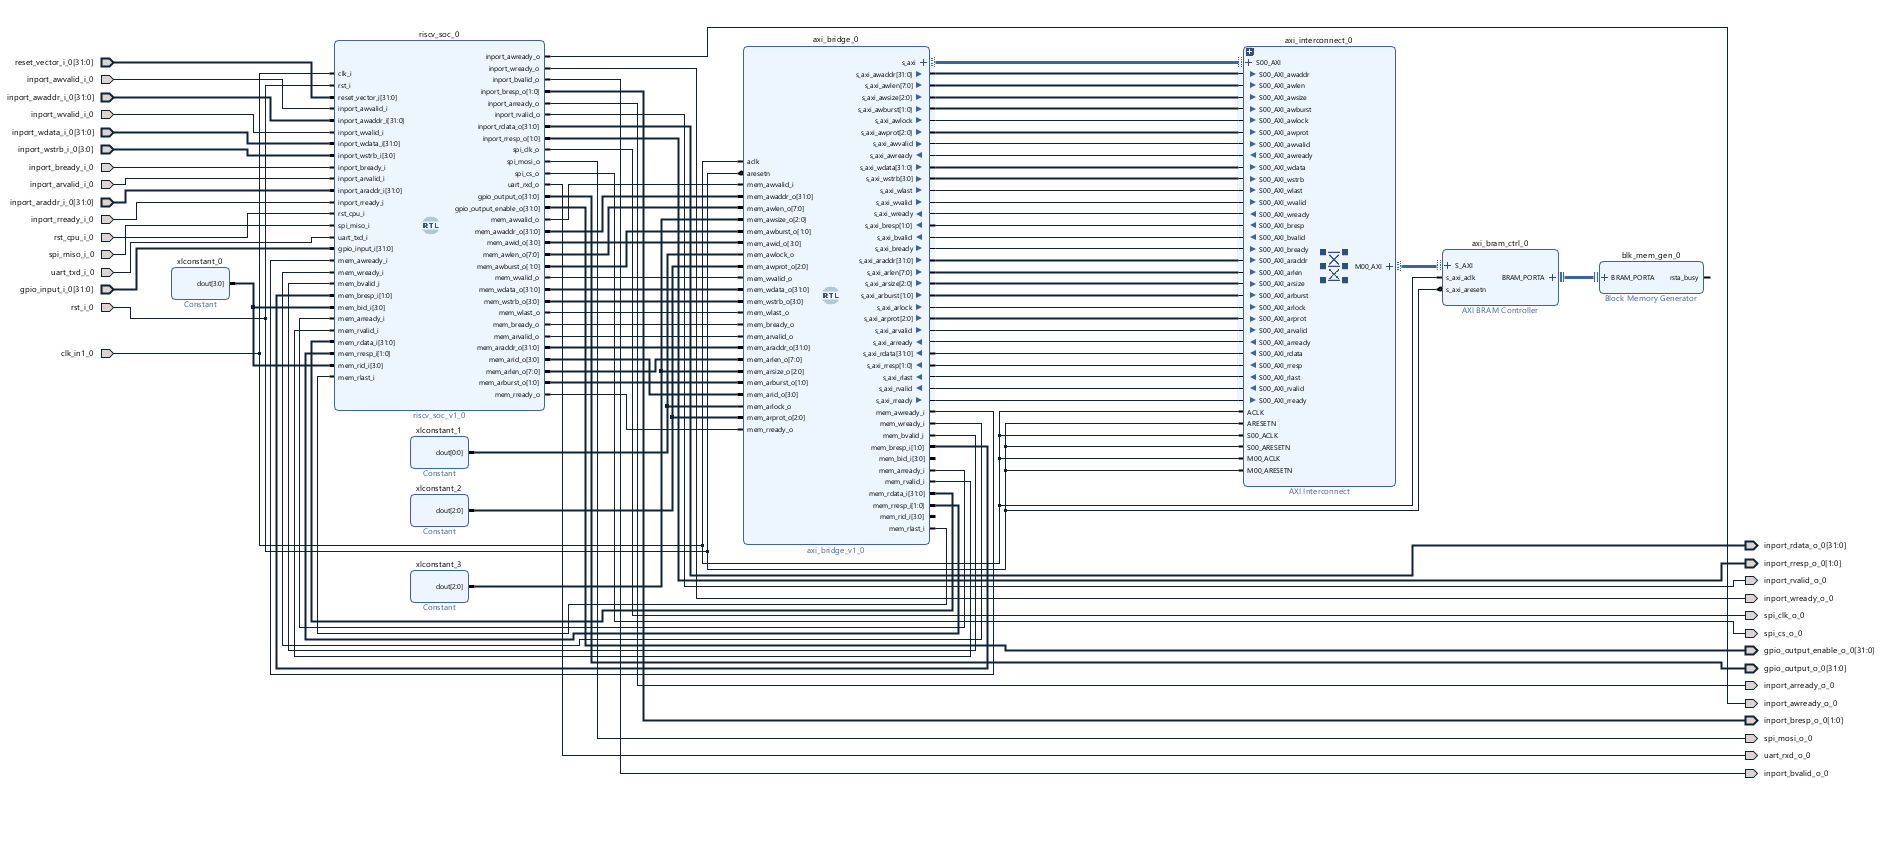 reset_vector_i_0[31:0]
inport_awvalid_i_0
inport_awaddr_i_0[31:0]
inport_wvalid_i_0
inport_wdata_i_0[31:0]
inport_wstrb_i_0[3:0]
inport_bready_i_0
inport_arvalid_i_0
inport_araddr_i_0[31:0]
inport_rready_i_0
rst_cpu_i_0
spi_miso_i_0
uart_txd_i_0
gpio_input_i_0[31:0]
rst_i_0
clk_in1_0
xlconstant_0
dout[3:0]
Constant
riscv_soc_0
clk_i
rst_i
reset_vector_i[31:0]
inport_awvalid_i
inport_awaddr_i[31:0]
inport_wvalid_i
inport_wdata_i[31:0]
inport_wstrb_i[3:0]
inport_bready_i
inport_arvalid_i
inport_araddr_i[31:0]
inport_rready_i
rst_cpu_i
spi_miso_i
uart_txd_i
gpio_input_i[31:0]
mem_awready_i
mem_wready_i
mem_bvalid_i
mem_bresp_i[1:0]
mem_bid_i[3:0]
mem_arready_i
mem_rvalid_i
mem_rdata_i[31:0]
mem_rresp_i[1:0]
mem_rid_i[3:0]
mem_rlast_i
RTL
inport_awready_o
inport_wready_o
inport_bvalid_o
inport_bresp_o[1:0]
inport_arready_o
inport_rvalid_o
inport_rdata_o[31:0]
inport_rresp_o[1:0]
spi_clk_o
spi_mosi_o
spi_cs_o
uart_rxd_o
gpio_output_o[31:0]
gpio_output_enable_o[31:0]
mem_awvalid_o
mem_awaddr_o[31:0]
mem_awid_o[3:0]
mem_awlen_o[7:0]
mem_awburst_o[1:0]
mem_wvalid_o
mem_wdata_o[31:0]
mem_wstrb_o[3:0]
mem_wlast_o
mem_bready_o
mem_arvalid_o
mem_araddr_o[31:0]
mem_arid_o[3:0]
mem_arlen_o[7:0]
mem_arburst_o[1:0]
mem_rready_o
riscv_soc_v1_0
xlconstant_1
dout[0:0]
Constant
xlconstant_2
dout[2:0]
Constant
xlconstant_3
dout[2:0]
Constant
axi_bridge_0
aclk
aresetn
mem_awvalid_i
mem_awaddr_o[31:0]
mem_awlen_o[7:0]
mem_awsize_o[2:0]
mem_awburst_o[1:0]
mem_awid_o[3:0]
mem_awlock_o
mem_awprot_o[2:0]
mem_wvalid_o
mem_wdata_o[31:0]
mem_wstrb_o[3:0]
mem_wlast_o
mem_bready_o
mem_arvalid_o
mem_araddr_o[31:0]
mem_arlen_o[7:0]
mem_arsize_o[2:0]
mem_arburst_o[1:0]
mem_arid_o[3:0]
mem_arlock_o
mem_arprot_o[2:0]
mem_rready_o
RTL
s_axi
s_axi_awaddr[31:0]
s_axi_awlen[7:0]
s_axi_awsize[2:0]
s_axi_awburst[1:0]
s_axi_awlock
s_axi_awprot[2:0]
s_axi_awvalid
s_axi_awready
s_axi_wdata[31:0]
s_axi_wstrb[3:0]
s_axi_wlast
s_axi_wvalid
s_axi_wready
s_axi_bresp[1:0]
s_axi_bvalid
s_axi_bready
s_axi_araddr[31:0]
s_axi_arlen[7:0]
s_axi_arsize[2:0]
s_axi_arburst[1:0]
s_axi_arlock
s_axi_arprot[2:0]
s_axi_arvalid
s_axi_arready
s_axi_rdata[31:0]
s_axi_rresp[1:0]
s_axi_rlast
s_axi_rvalid
s_axi_rready
mem_awready_i
mem_wready_i
mem_bvalid_i
mem_bresp_i[1:0]
mem_bid_i[3:0]
mem_arready_i
mem_rvalid_i
mem_rdata_i[31:0]
mem_rresp_i[1:0]
mem_rid_i[3:0]
mem_rlast_i
axi_bridge_v1_0
axi_interconnect_0
S00_AXI
S00_AXI_awaddr
S00_AXI_awlen
S00_AXI_awsize
S00_AXI_awburst
S00_AXI_awlock
S00_AXI_awprot
S00_AXI_awvalid
S00_AXI_awready
S00_AXI_wdata
S00_AXI_wstrb
S00_AXI_wlast
S00_AXI_wvalid
S00_AXI_wready
S00_AXI_bresp
S00_AXI_bvalid
S00_AXI_bready
S00_AXI_araddr
S00_AXI_arlen
S00_AXI_arsize
S00_AXI_arburst
S00_AXI_arlock
S00_AXI_arprot
S00_AXI_arvalid
S00_AXI_arready
S00_AXI_rdata
S00_AXI_rresp
S00_AXI_rlast
S00_AXI_rvalid
S00_AXI_rready
ACLK
ARESETN
S00_ACLK
S00_ARESETN
M00_ACLK
M00_ARESETN
M00_AXI
AXI Interconnect
axi_bram_ctrl_0
S_AXI
s_axi_aclk
s_axi_aresetn
BRAM_PORTA
AXI BRAM Controller
blk_mem_gen_0
BRAM_PORTA
rsta_busy
Block Memory Generator
inport_rdata_o_0[31:0]
inport_rresp_o_0[1:0]
inport_rvalid_o_0
inport_wready_o_0
spi_clk_o_0
spi_cs_o_0
gpio_output_enable_o_0[31:0]
gpio_output_o_0[31:0]
inport_arready_o_0
inport_awready_o_0
inport_bresp_o_0[1:0]
spi_mosi_o_0
uart_rxd_o_0
inport_bvalid_o_0